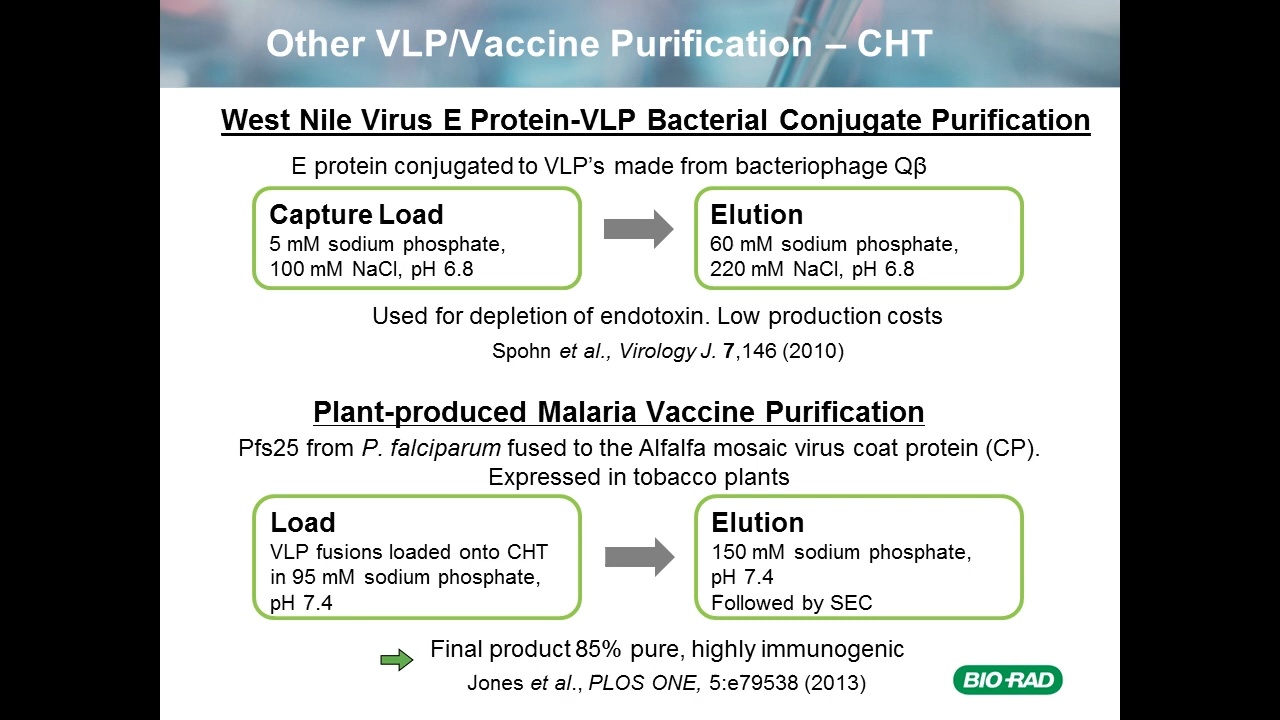 Other VLP/Vaccine Purification – CHT
West Nile Virus E Protein-VLP Bacterial Conjugate Purification
E protein conjugated to VLP’s made from bacteriophage Qβ
Capture Load
5 mM sodium phosphate,
100 mM NaCl, pH 6.8
Elution
60 mM sodium phosphate,
220 mM NaCl, pH 6.8
Used for depletion of endotoxin. Low production costs
Spohn et al., Virology J. 7,146 (2010)
Plant-produced Malaria Vaccine Purification
Pfs25 from P. falciparum fused to the Alfalfa mosaic virus coat protein (CP).
Expressed in tobacco plants
Load
VLP fusions loaded onto CHT
in 95 mM sodium phosphate,
pH 7.4
Elution
150 mM sodium phosphate,
pH 7.4
Followed by SEC
Final product 85% pure, highly immunogenic
Jones et al., PLOS ONE, 5:e79538 (2013)
BIO-RAD